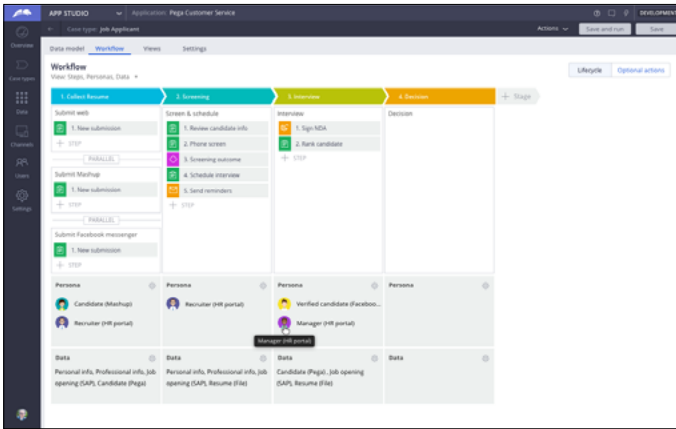 APP STUDIO
Application: Pega Customer Service
DEVELOPMENT
Case type: Job Applicant
Actions
Save and run
Save
Overview
Case types
Data
Channels
Users
Settings
Data model
Workflow
Views
Settings
Workflow
View: Steps, Personas, Data
Lifecycle
Optional actions
1. Collect Resume
2. Screening
3. Interview
4. Decision
+ Stage
Submit web
1. New submission
+ STEP
PARALLEL
Submit Mashup
1. New submission
+ STEP
PARALLEL
Submit Facebook messenger
1. New submission
+ STEP
Screen & schedule
1. Review candidate info
2. Phone screen
3. Screening outcome
4. Schedule interview
5. Send reminders
+ STEP
Interview
1. Sign NDA
2. Rank candidate
+ STEP
Decision
Persona
Candidate (Mashup)
Recruiter (HR portal)
Persona
Recruiter (HR portal)
Persona
Verified candidate (Faceboo...
Manager (HR portal)
Manager (HR portal)
Persona
Data
Personal info, Professional info, Job
opening (SAP), Candidate (Pega)
Data
Personal info, Professional info, Job
opening (SAP), Resume (File)
Data
Candidate (Pega), Job opening
(SAP), Resume (File)
Data